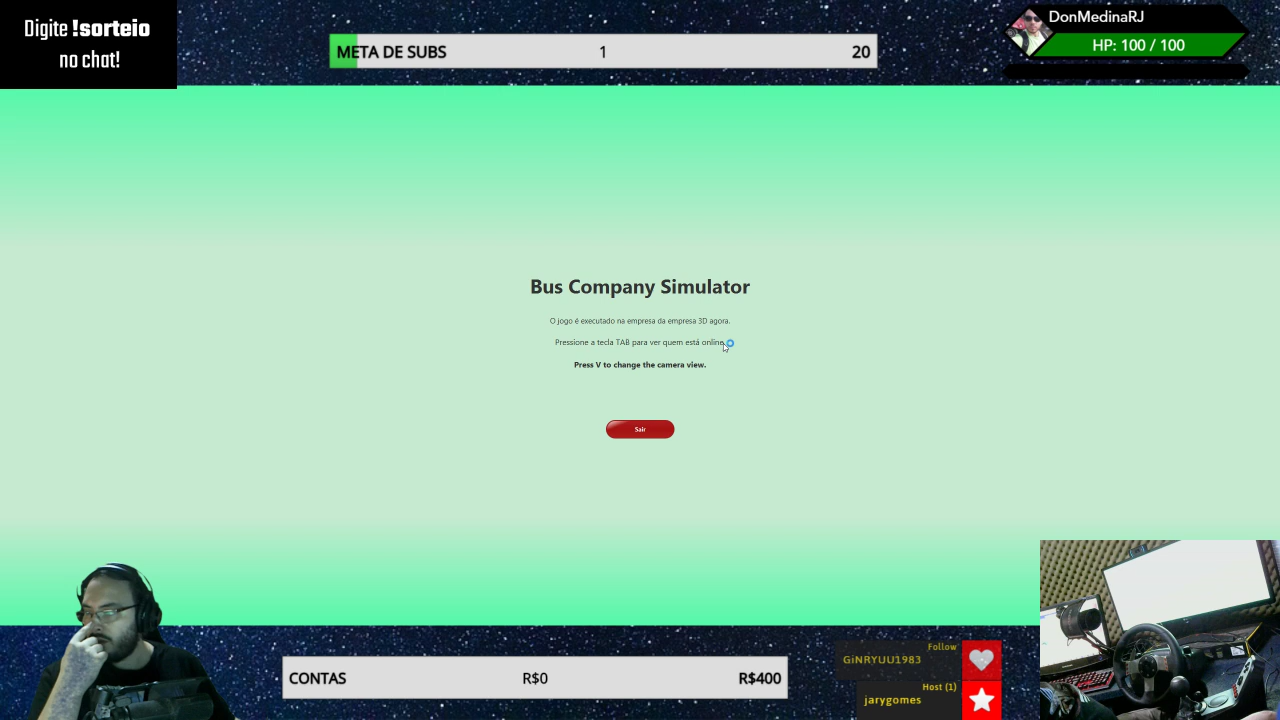 Digite !sorteio
no chat!
META DE SUBS 1 20
DonMedinaRJ
HP: 100 / 100
Bus Company Simulator
O jogo é executado na empresa da empresa 3D agora.
Pressione a tecla TAB para ver quem está online.
Press V to change the camera view.
Sair
CONTAS R$0 R$400
Follow
GiNRYUU1983
Host (1)
jarygomes